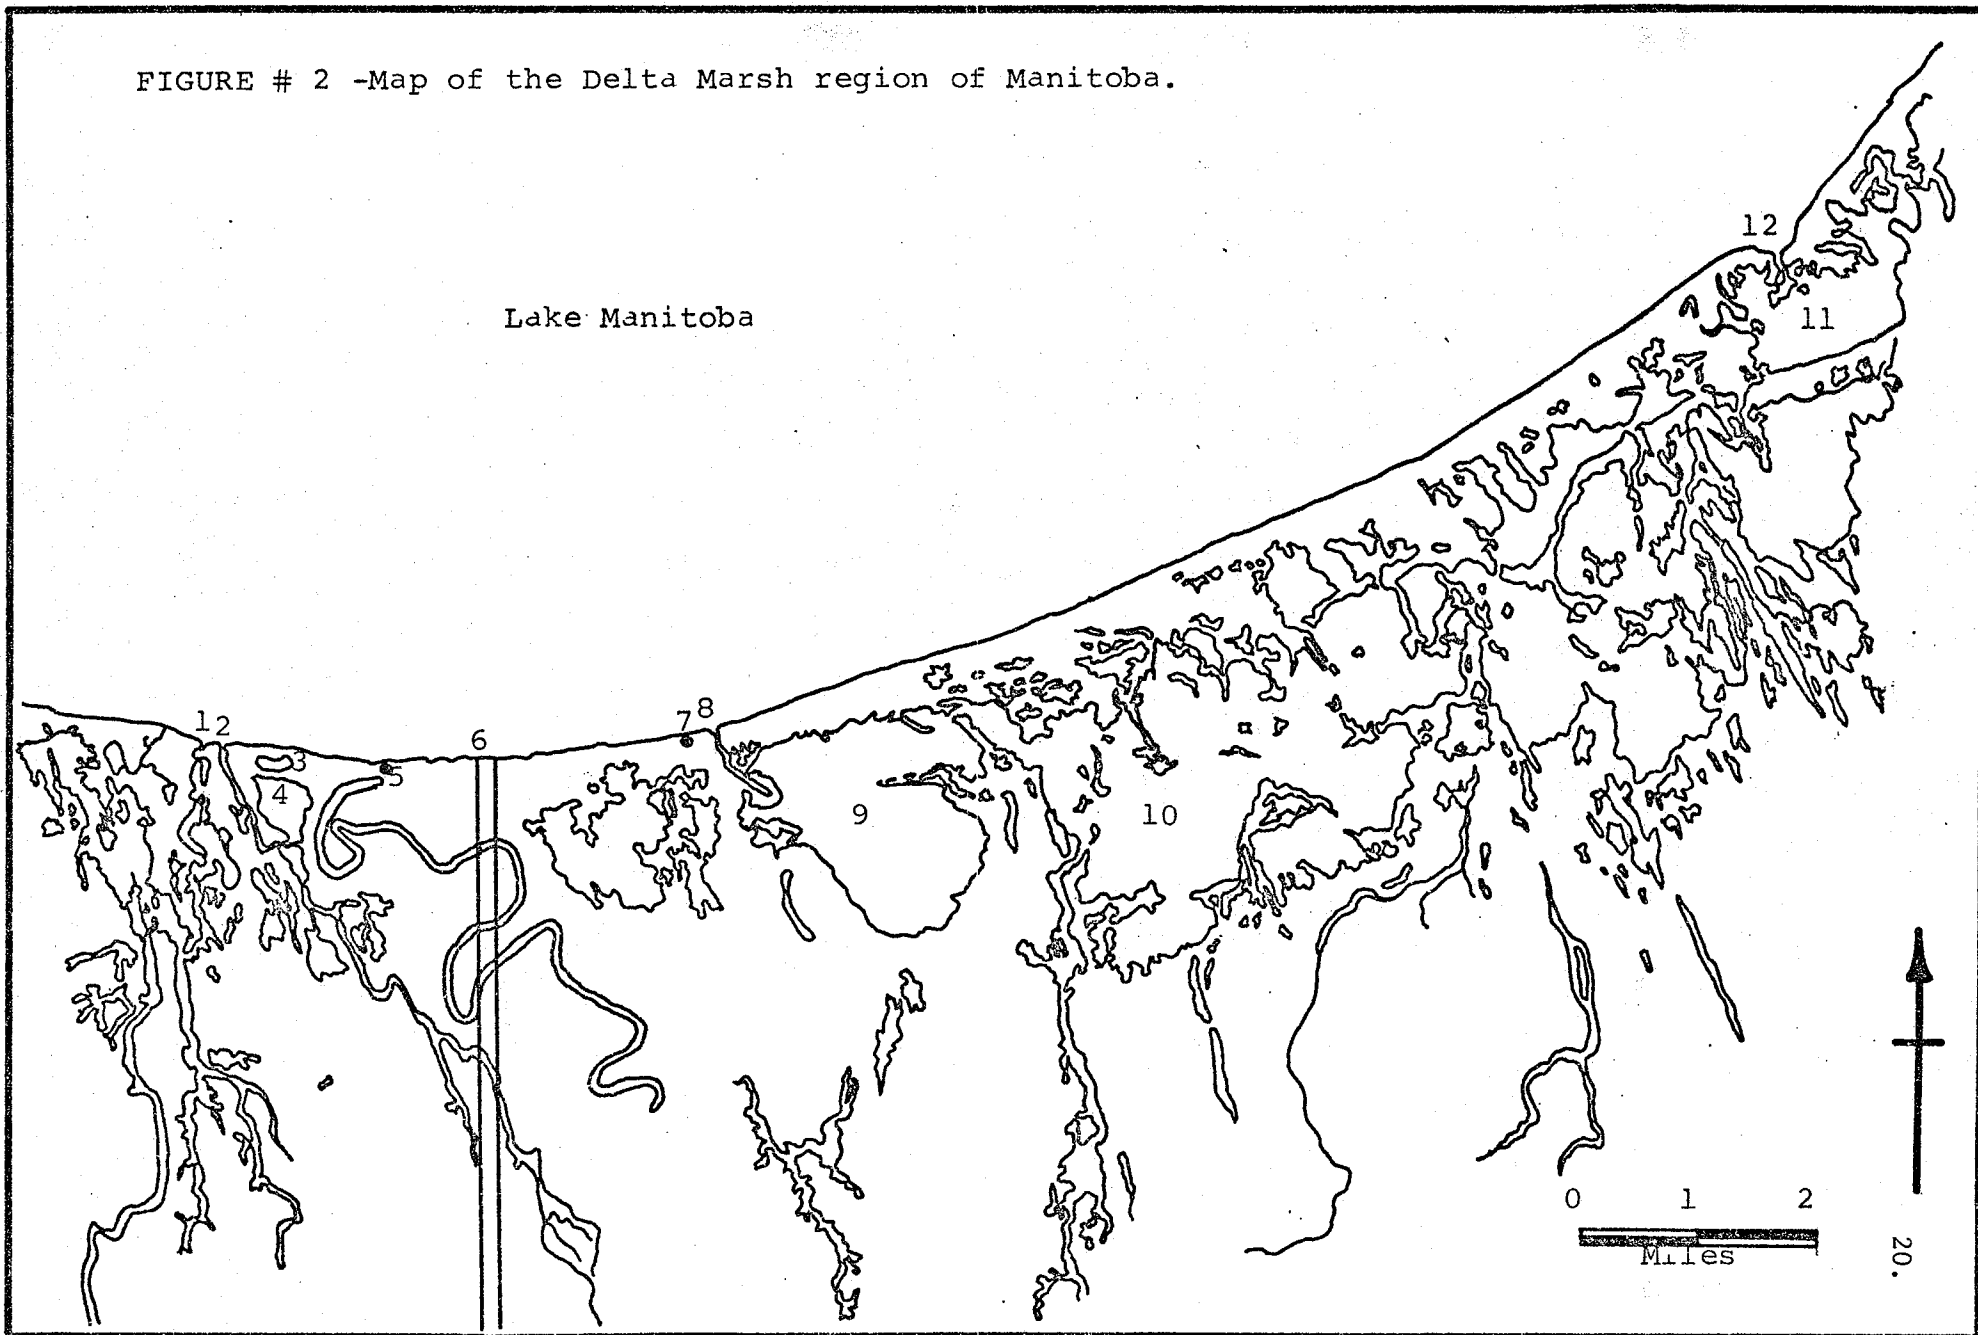 FIGURE # 2 -Map of the Delta Marsh region of Manitoba.
12
Lake Manitoba
11
1 2
6
7 8
3
5
4
9
10
0 1 2
Miles
20.